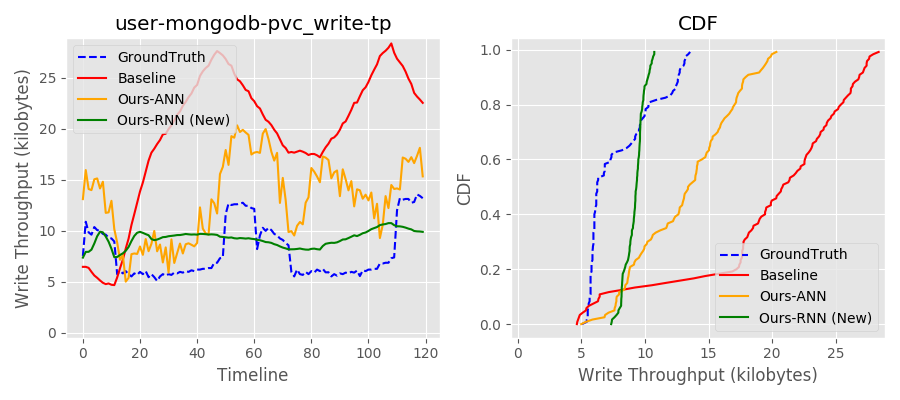 user-mongodb-pvc_write-tp
Write Throughput (kilobytes)
25
20
15
10
5
0
GroundTruth
Baseline
Ours-ANN
Ours-RNN (New)
0 20 40 60 80 100 120
Timeline
CDF
CDF
1.0
0.8
0.6
0.4
0.2
0.0
GroundTruth
Baseline
Ours-ANN
Ours-RNN (New)
0 5 10 15 20 25
Write Throughput (kilobytes)